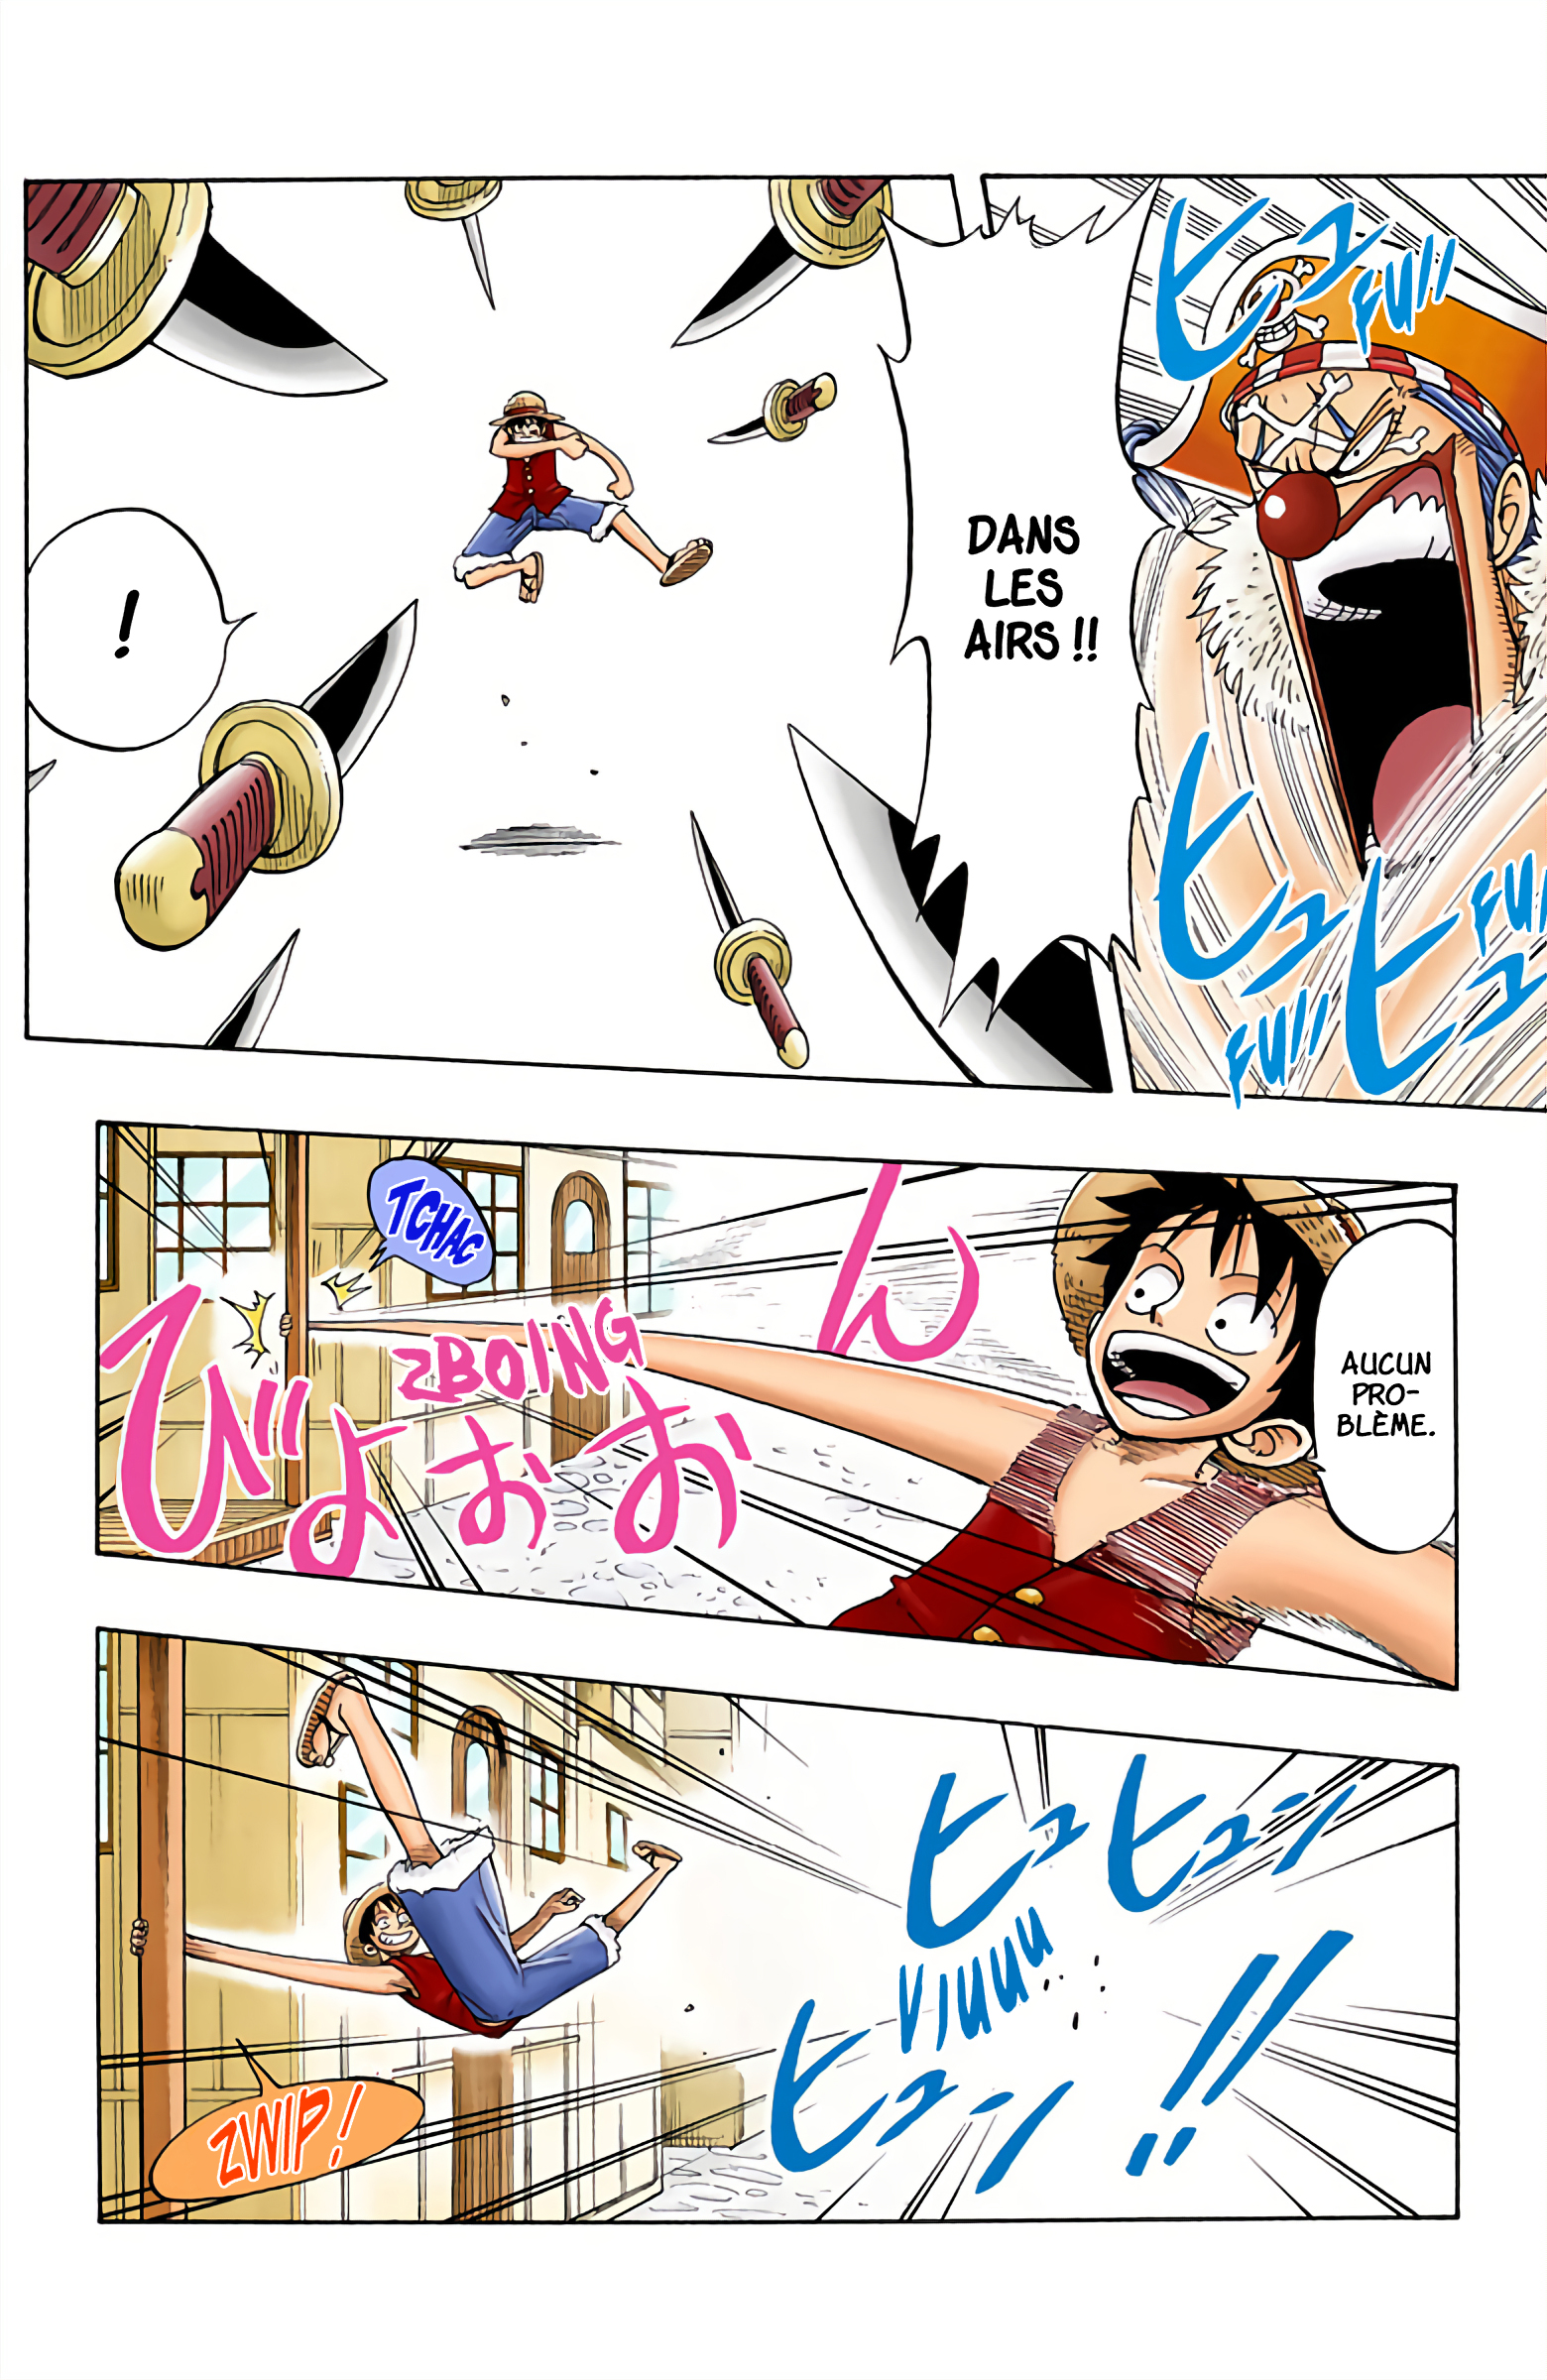 ヒュ
FU!!
DANS
LES
AIRS !!
ヒュ
FU!!
ヒュ
FU!!
!
AUCUN
PRO-
BLÈME.
TCHAC
びよおお
ん
ZBOING
ヒュ
ヒュン
VIUUU
ヒュン
!!
ZWIP!